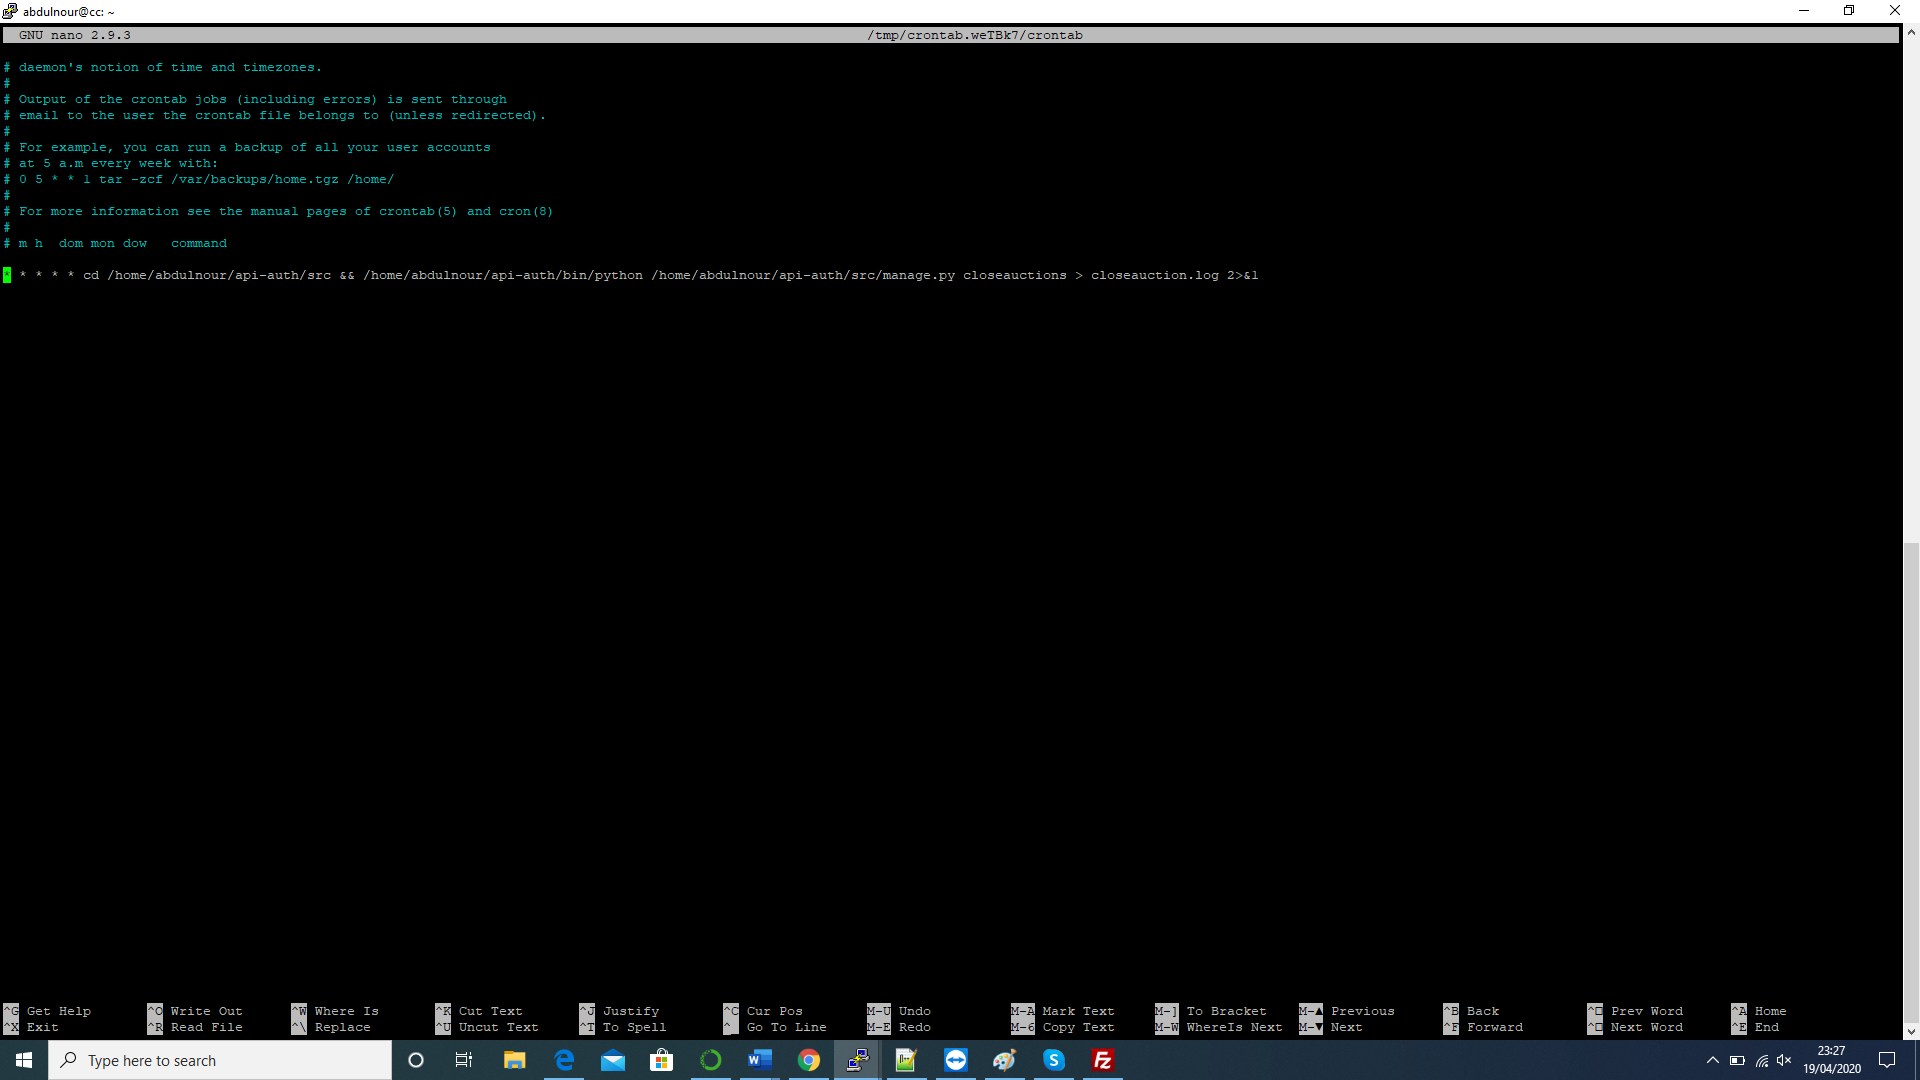 abdulnour@cc: ~
GNU nano 2.9.3 /tmp/crontab.weTBk7/crontab
# daemon's notion of time and timezones.
#
# Output of the crontab jobs (including errors) is sent through
# email to the user the crontab file belongs to (unless redirected).
#
# For example, you can run a backup of all your user accounts
# at 5 a.m every week with:
# 0 5 * * 1 tar -zcf /var/backups/home.tgz /home/
#
# For more information see the manual pages of crontab(5) and cron(8)
#
# m h  dom mon dow   command
* * * * * cd /home/abdulnour/api-auth/src && /home/abdulnour/api-auth/bin/python /home/abdulnour/api-auth/src/manage.py closeauctions > closeauction.log 2>&1
^G Get Help ^O Write Out ^W Where Is ^K Cut Text ^J Justify ^C Cur Pos M-U Undo M-A Mark Text M-] To Bracket M-▲ Previous ^B Back ^□ Prev Word ^A Home
^X Exit ^R Read File ^\ Replace ^U Uncut Text ^T To Spell ^_ Go To Line M-E Redo M-6 Copy Text M-W WhereIs Next M-▼ Next ^F Forward ^□ Next Word ^E End
Type here to search
23:27
19/04/2020